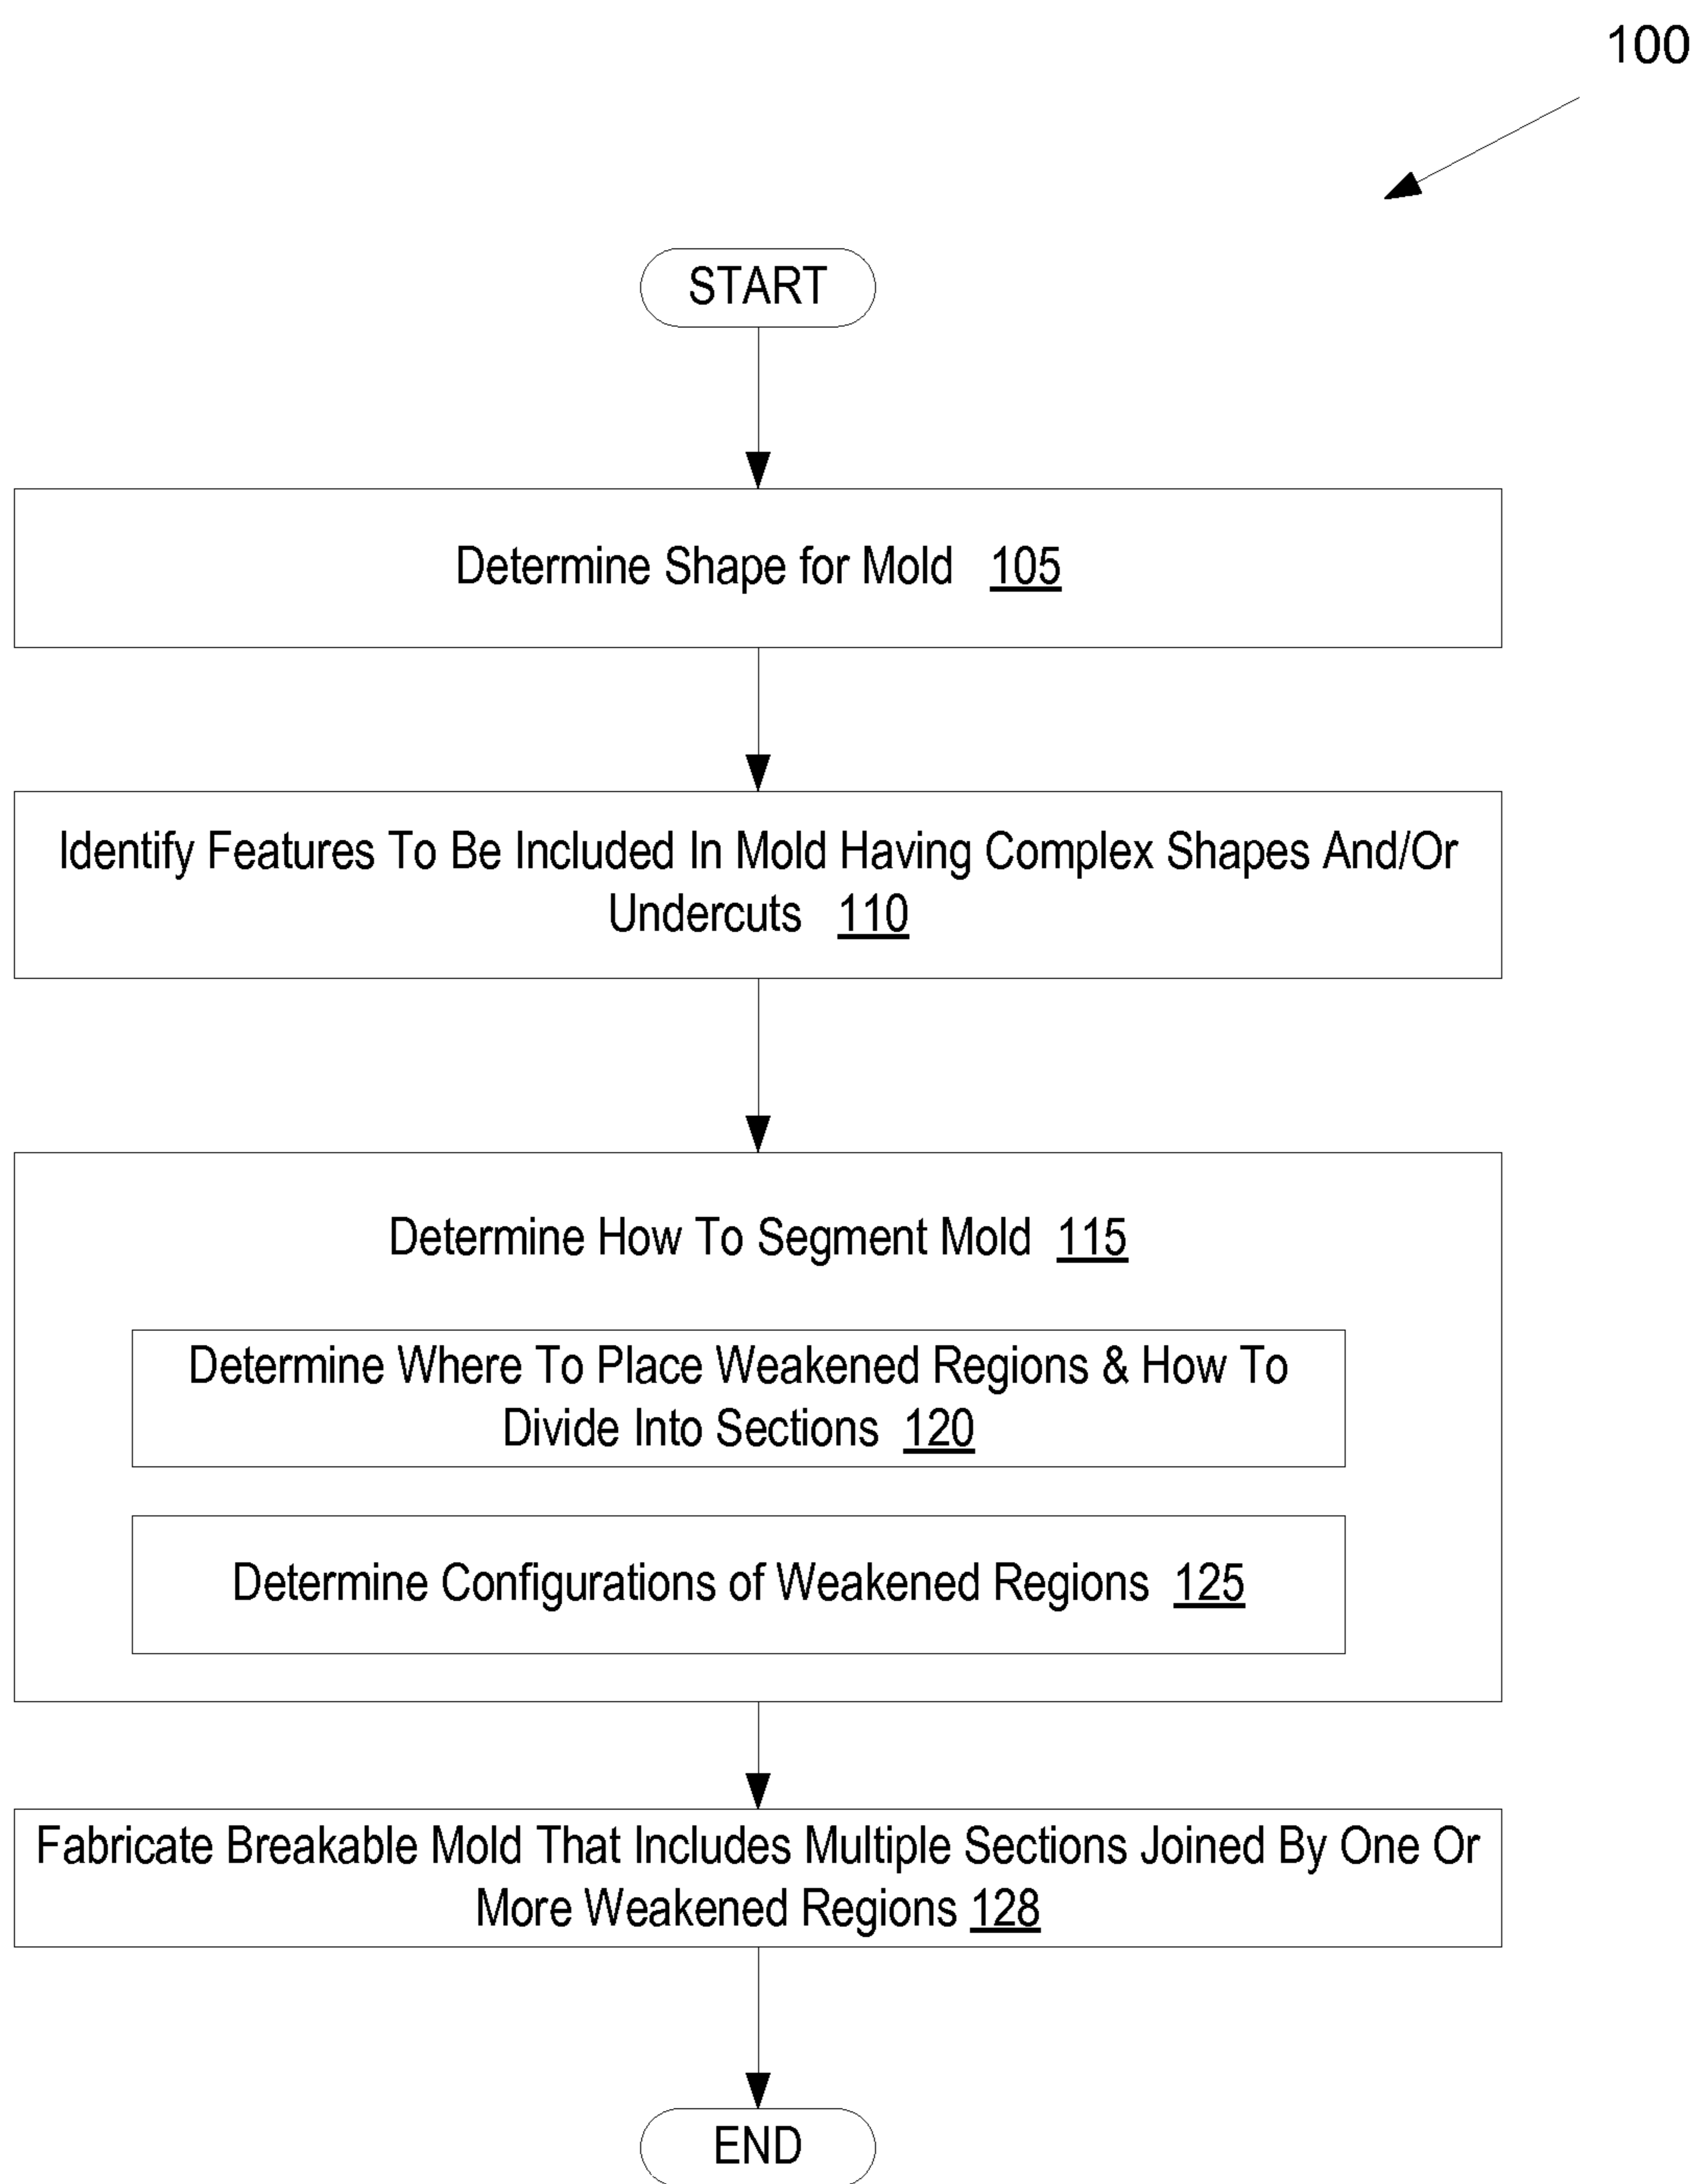 100
START
Determine Shape for Mold 105
Identify Features To Be Included In Mold Having Complex Shapes And/Or
Undercuts 110
Determine How To Segment Mold 115
Determine Where To Place Weakened Regions & How To
Divide Into Sections 120
Determine Configurations of Weakened Regions 125
Fabricate Breakable Mold That Includes Multiple Sections Joined By One Or
More Weakened Regions 128
END